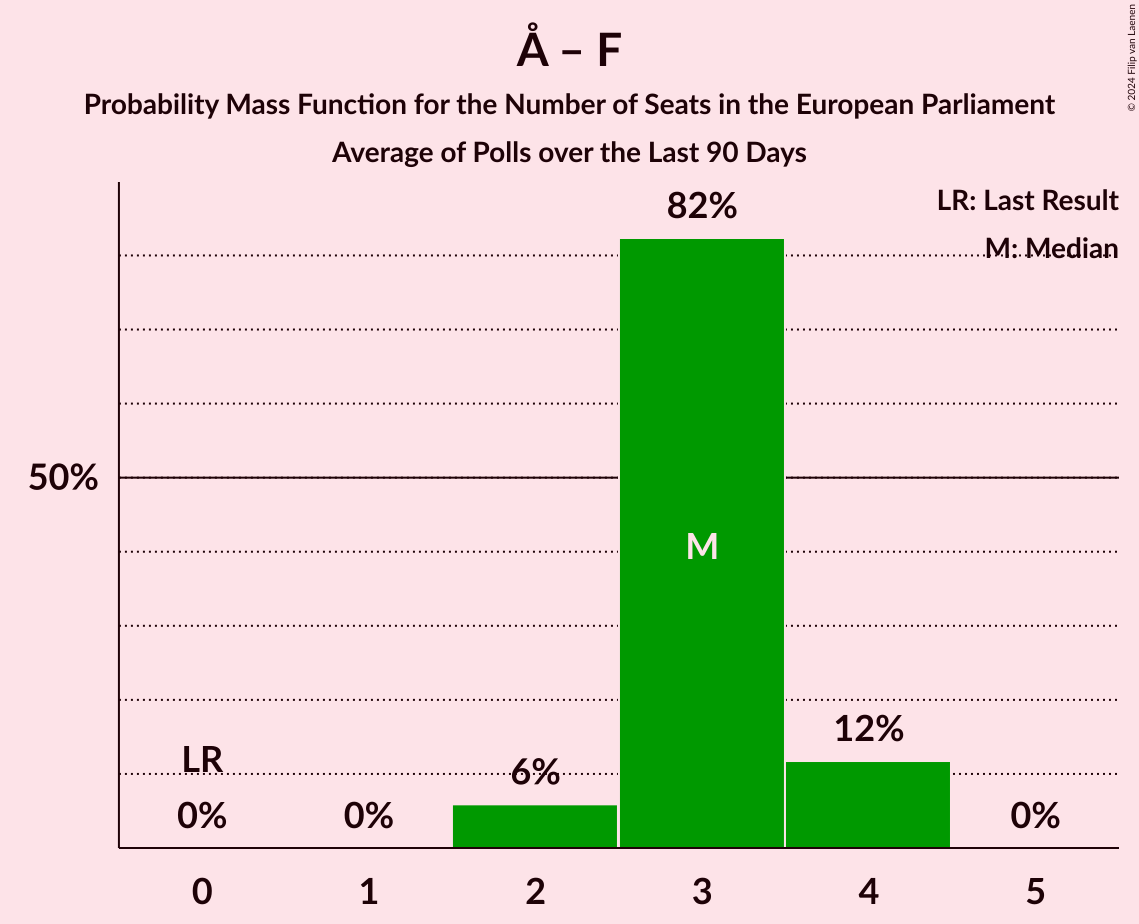 Å – F
Probability Mass Function for the Number of Seats in the European Parliament
Average of Polls over the Last 90 Days
© 2024 Filip van Laenen
LR: Last Result
M: Median
82%
50%
M
12%
LR
6%
0%
0%
0%
0
1
2
3
4
5